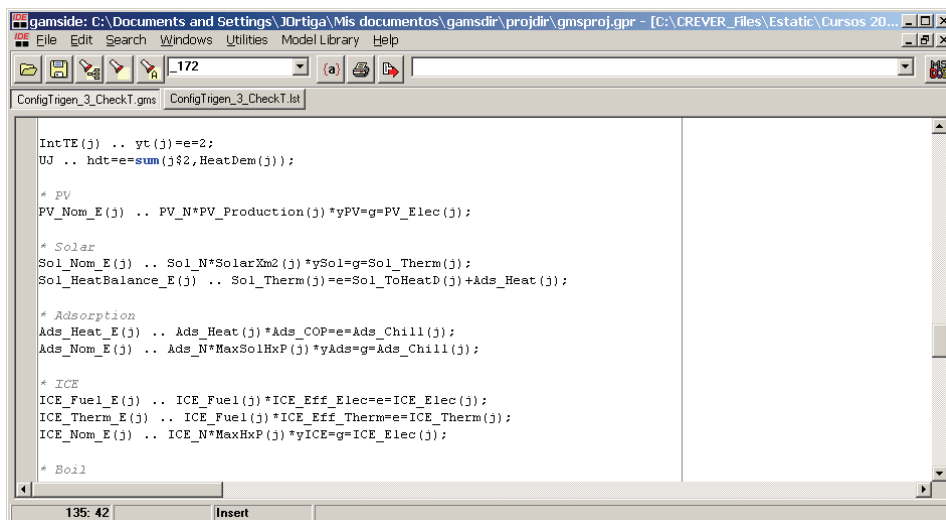 gamside: C:\Documents and Settings\JOrtiga\Mis documentos\gamsdir\projdir\gmsproj.gpr - [C:\CREVER_Files\Estatic\Cursos 20...
IDE File Edit Search Windows Utilities Model Library Help
_172 {a}
ConfigTrigen_3_CheckT.gms ConfigTrigen_3_CheckT.lst
IntTE(j) .. yt(j)=e=2;
UJ .. hdt=e=sum(j$2,HeatDem(j));
* PV
PV_Nom_E(j) .. PV_N*PV_Production(j)*yPV=g=PV_Elec(j);
* Solar
Sol_Nom_E(j) .. Sol_N*SolarXm2(j)*ySol=g=Sol_Therm(j);
Sol_HeatBalance_E(j) .. Sol_Therm(j)=e=Sol_ToHeatD(j)+Ads_Heat(j);
* Adsorption
Ads_Heat_E(j) .. Ads_Heat(j)*Ads_COP=e=Ads_Chill(j);
Ads_Nom_E(j) .. Ads_N*MaxSolHxP(j)*yAds=g=Ads_Chill(j);
* ICE
ICE_Fuel_E(j) .. ICE_Fuel(j)*ICE_Eff_Elec=e=ICE_Elec(j);
ICE_Therm_E(j) .. ICE_Fuel(j)*ICE_Eff_Therm=e=ICE_Therm(j);
ICE_Nom_E(j) .. ICE_N*MaxHxP(j)*yICE=g=ICE_Elec(j);
* Boil
135: 42 Insert